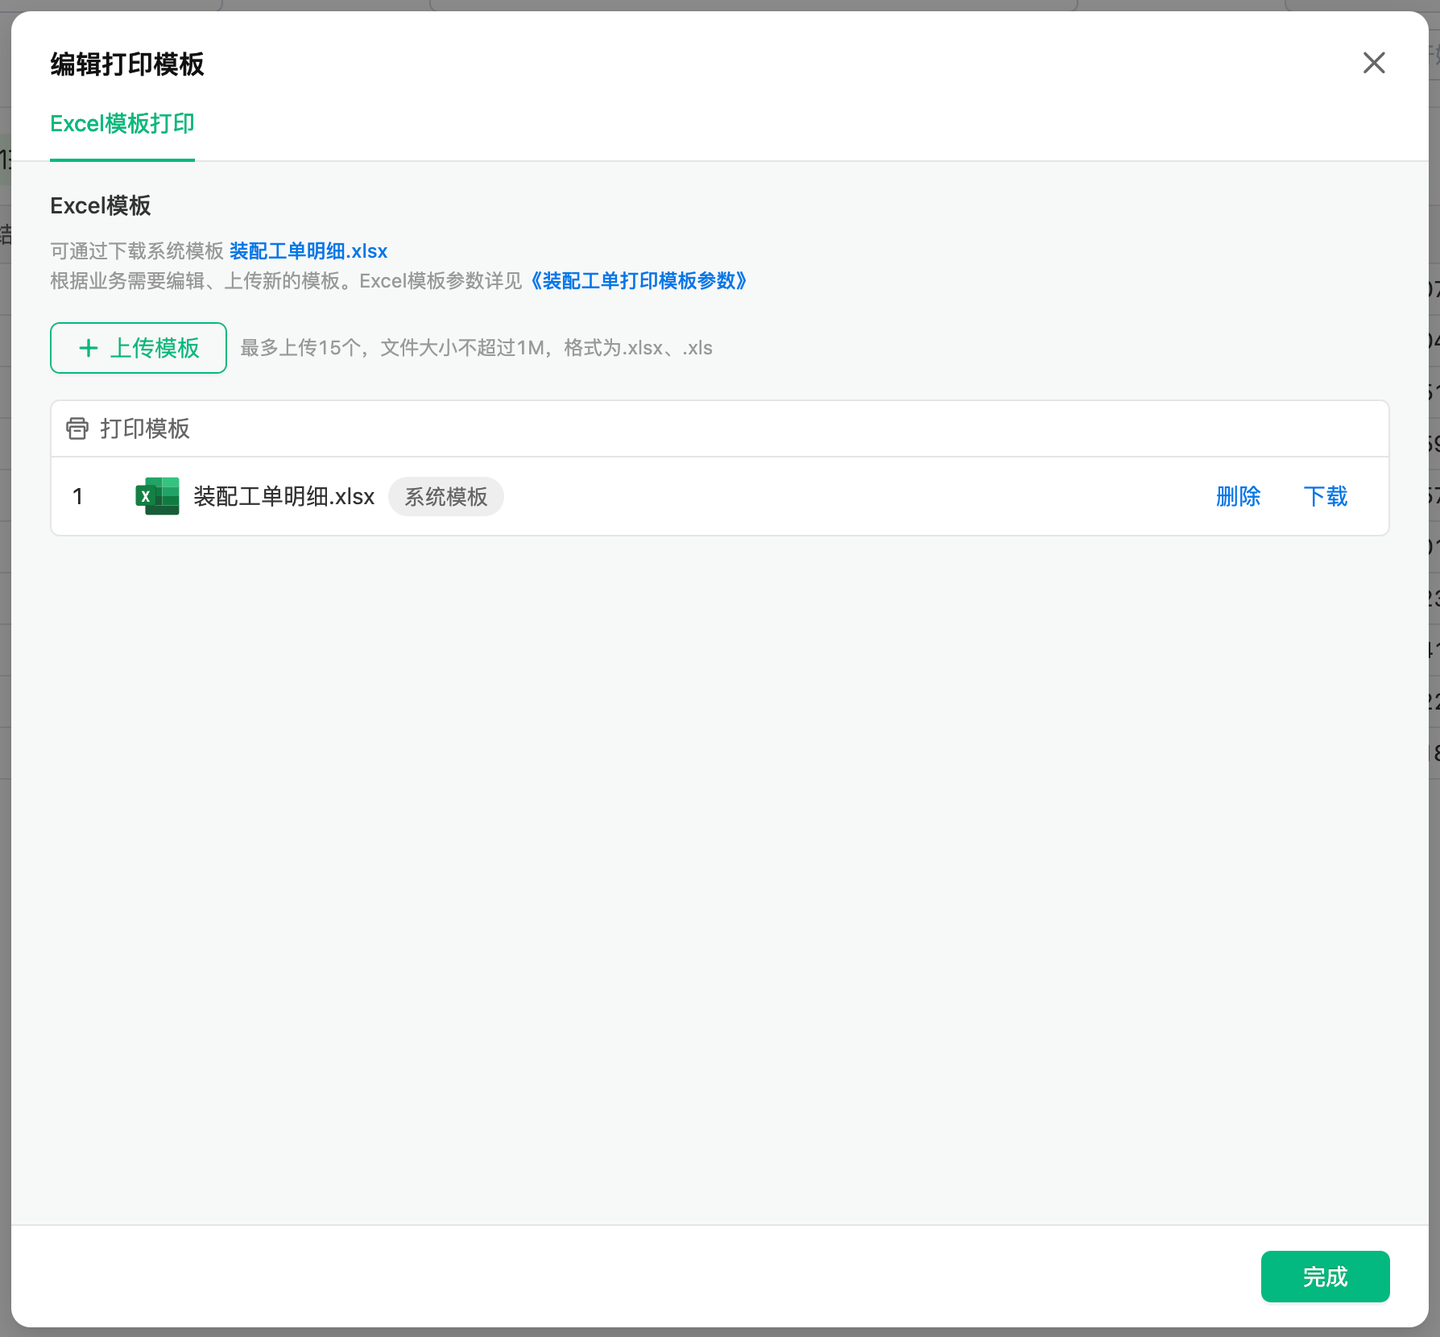 编辑打印模板
Excel模板打印
Excel模板
可通过下载系统模板 装配工单明细.xlsx
根据业务需要编辑、上传新的模板。Excel模板参数详见《装配工单打印模板参数》
上传模板 最多上传15个，文件大小不超过1M，格式为.xlsx、.xls
打印模板
1 装配工单明细.xlsx 系统模板 删除 下载
完成